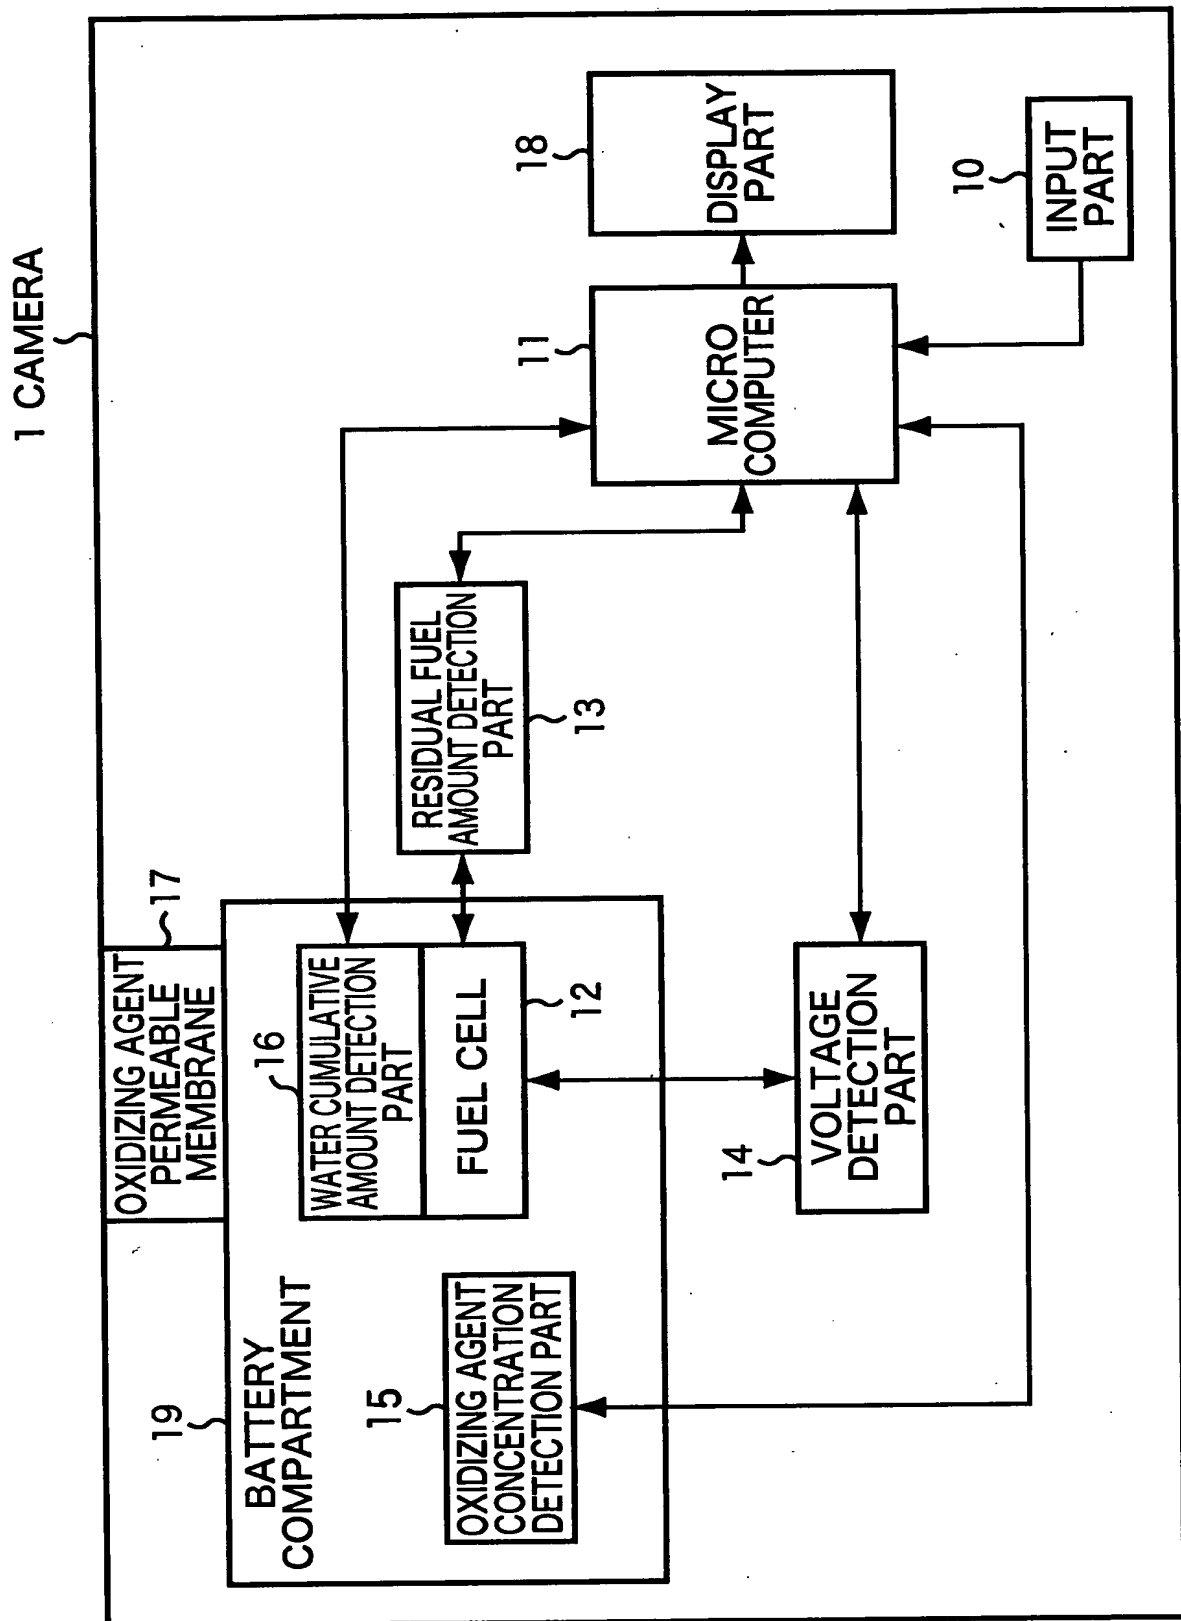 1 CAMERA
17
OXIDIZING AGENT
PERMEABLE
MEMBRANE
19
BATTERY
COMPARTMENT
16
WATER CUMULATIVE
AMOUNT DETECTION
PART
FUEL CELL
12
15
OXIDIZING AGENT
CONCENTRATION
DETECTION PART
RESIDUAL FUEL
AMOUNT DETECTION
PART
13
14
VOLTAGE
DETECTION
PART
11
MICRO
COMPUTER
18
DISPLAY
PART
10
INPUT
PART